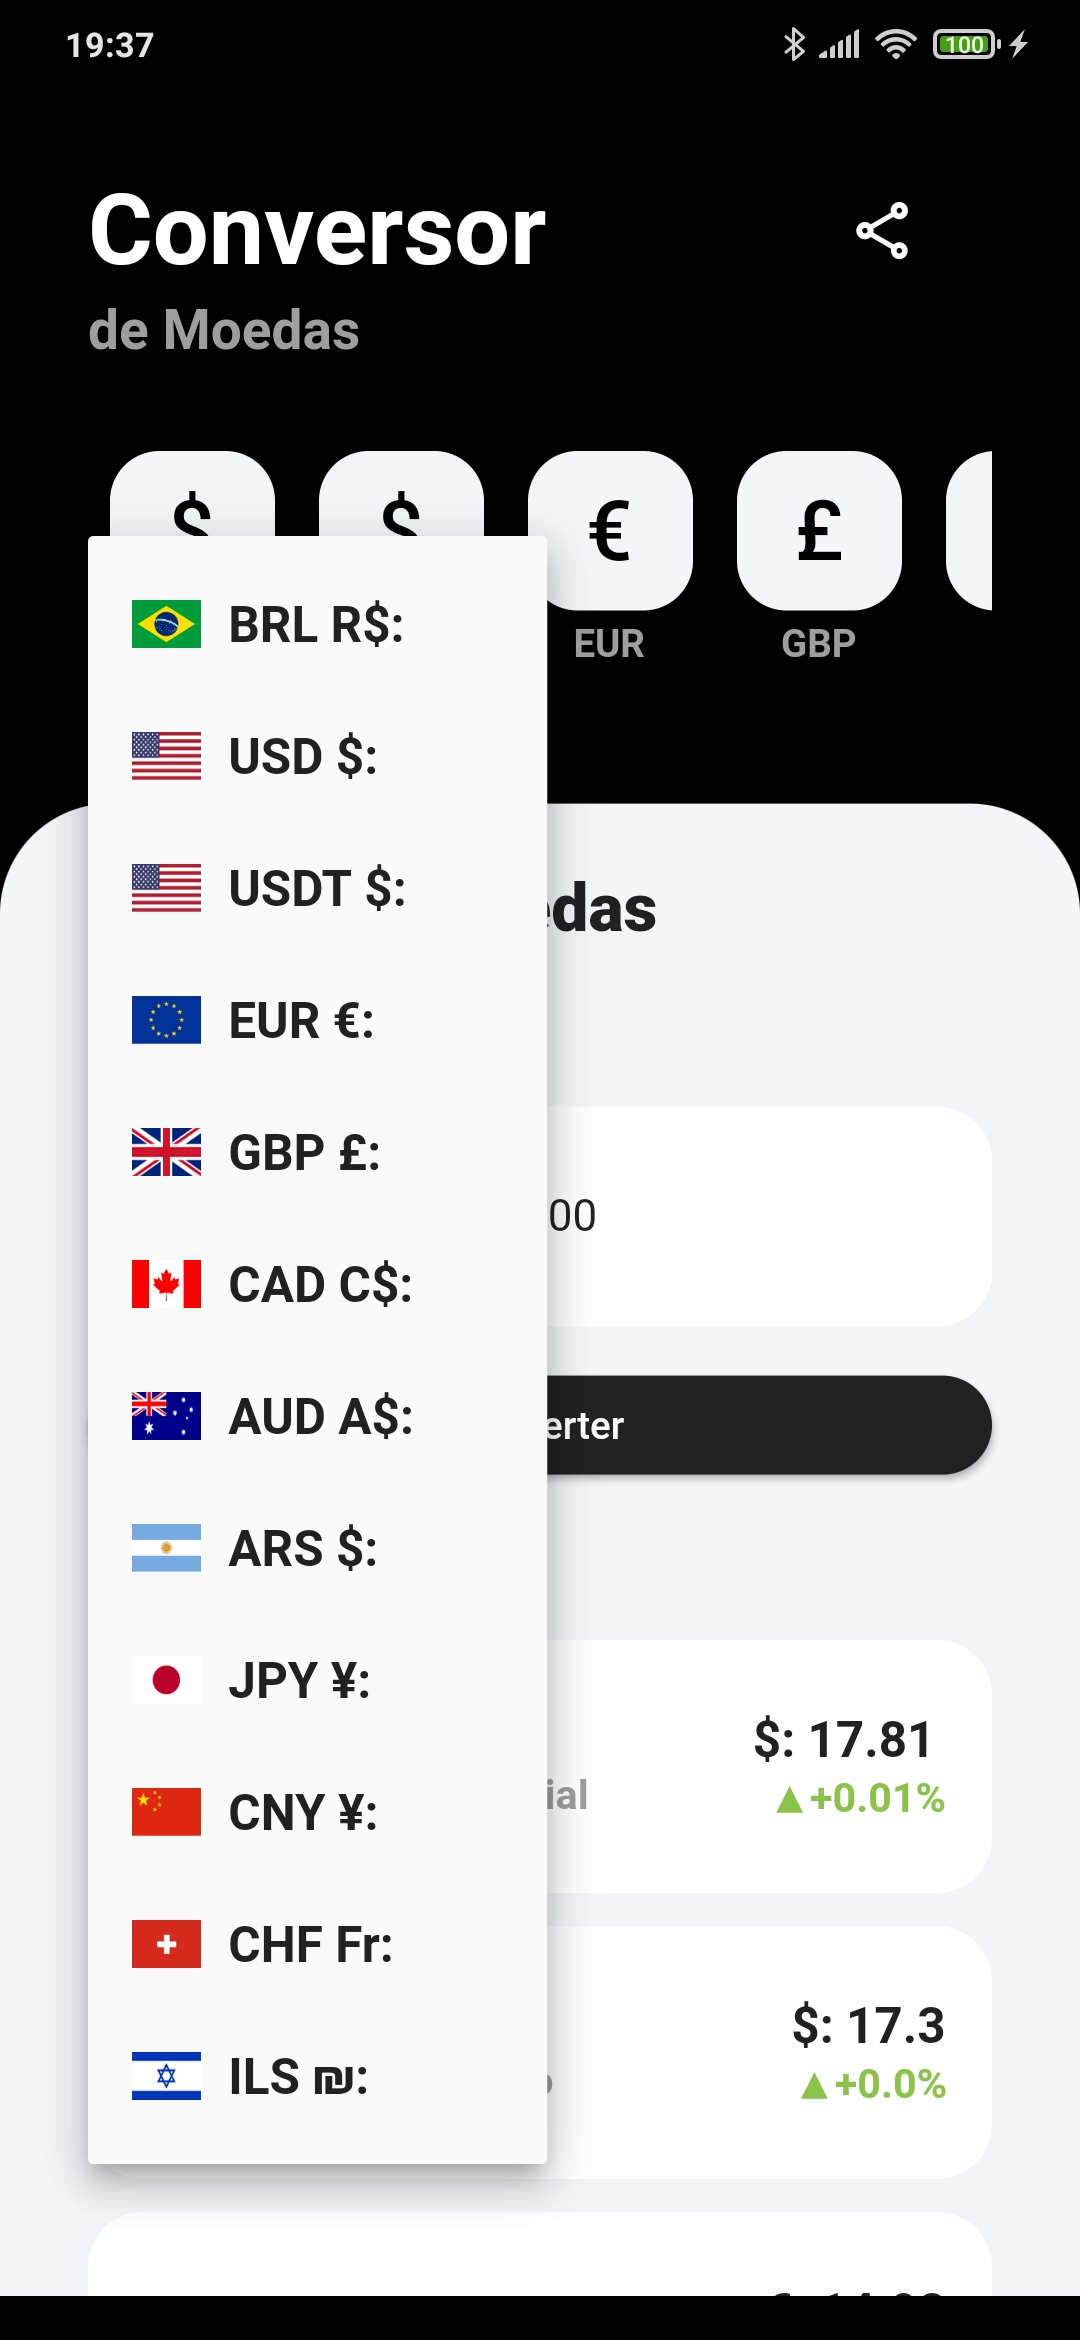 19:37
100
Conversor
de Moedas
$ $ € £
EUR GBP
BRL R$:
USD $:
USDT $:
EUR €:
GBP £:
CAD C$:
AUD A$:
ARS $:
JPY ¥:
CNY ¥:
CHF Fr:
ILS ₪:
edas
00
erter
$: 17.81
ial
▲+0.01%
$: 17.3
▲+0.0%